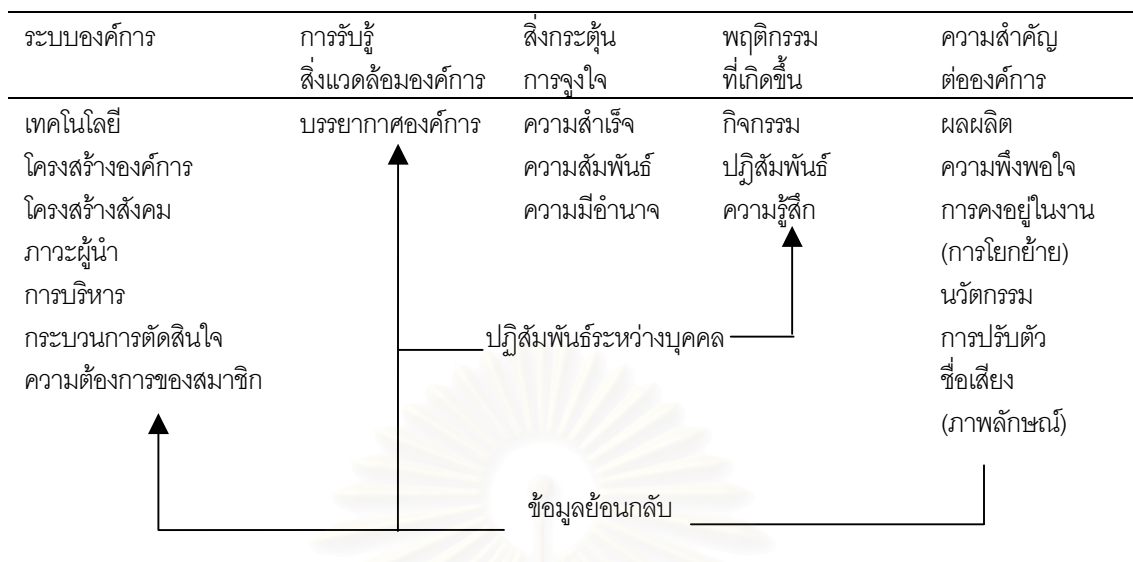 ระบบองค์การ การรับรู้ สิ่งกระตุ้น พฤติกรรม ความสำคัญ
สิ่งแวดล้อมองค์การ การจูงใจ ที่เกิดขึ้น ต่อองค์การ
เทคโนโลยี บรรยากาศองค์การ ความสำเร็จ กิจกรรม ผลผลิต
โครงสร้างองค์การ ความสัมพันธ์ ปฏิสัมพันธ์ ความพึงพอใจ
โครงสร้างสังคม ความมีอำนาจ ความรู้สึก การคงอยู่ในงาน
ภาวะผู้นำ (การโยกย้าย)
การบริหาร นวัตกรรม
กระบวนการตัดสินใจ ปฏิสัมพันธ์ระหว่างบุคคล การปรับตัว
ความต้องการของสมาชิก ชื่อเสียง
(ภาพลักษณ์)
ข้อมูลย้อนกลับ